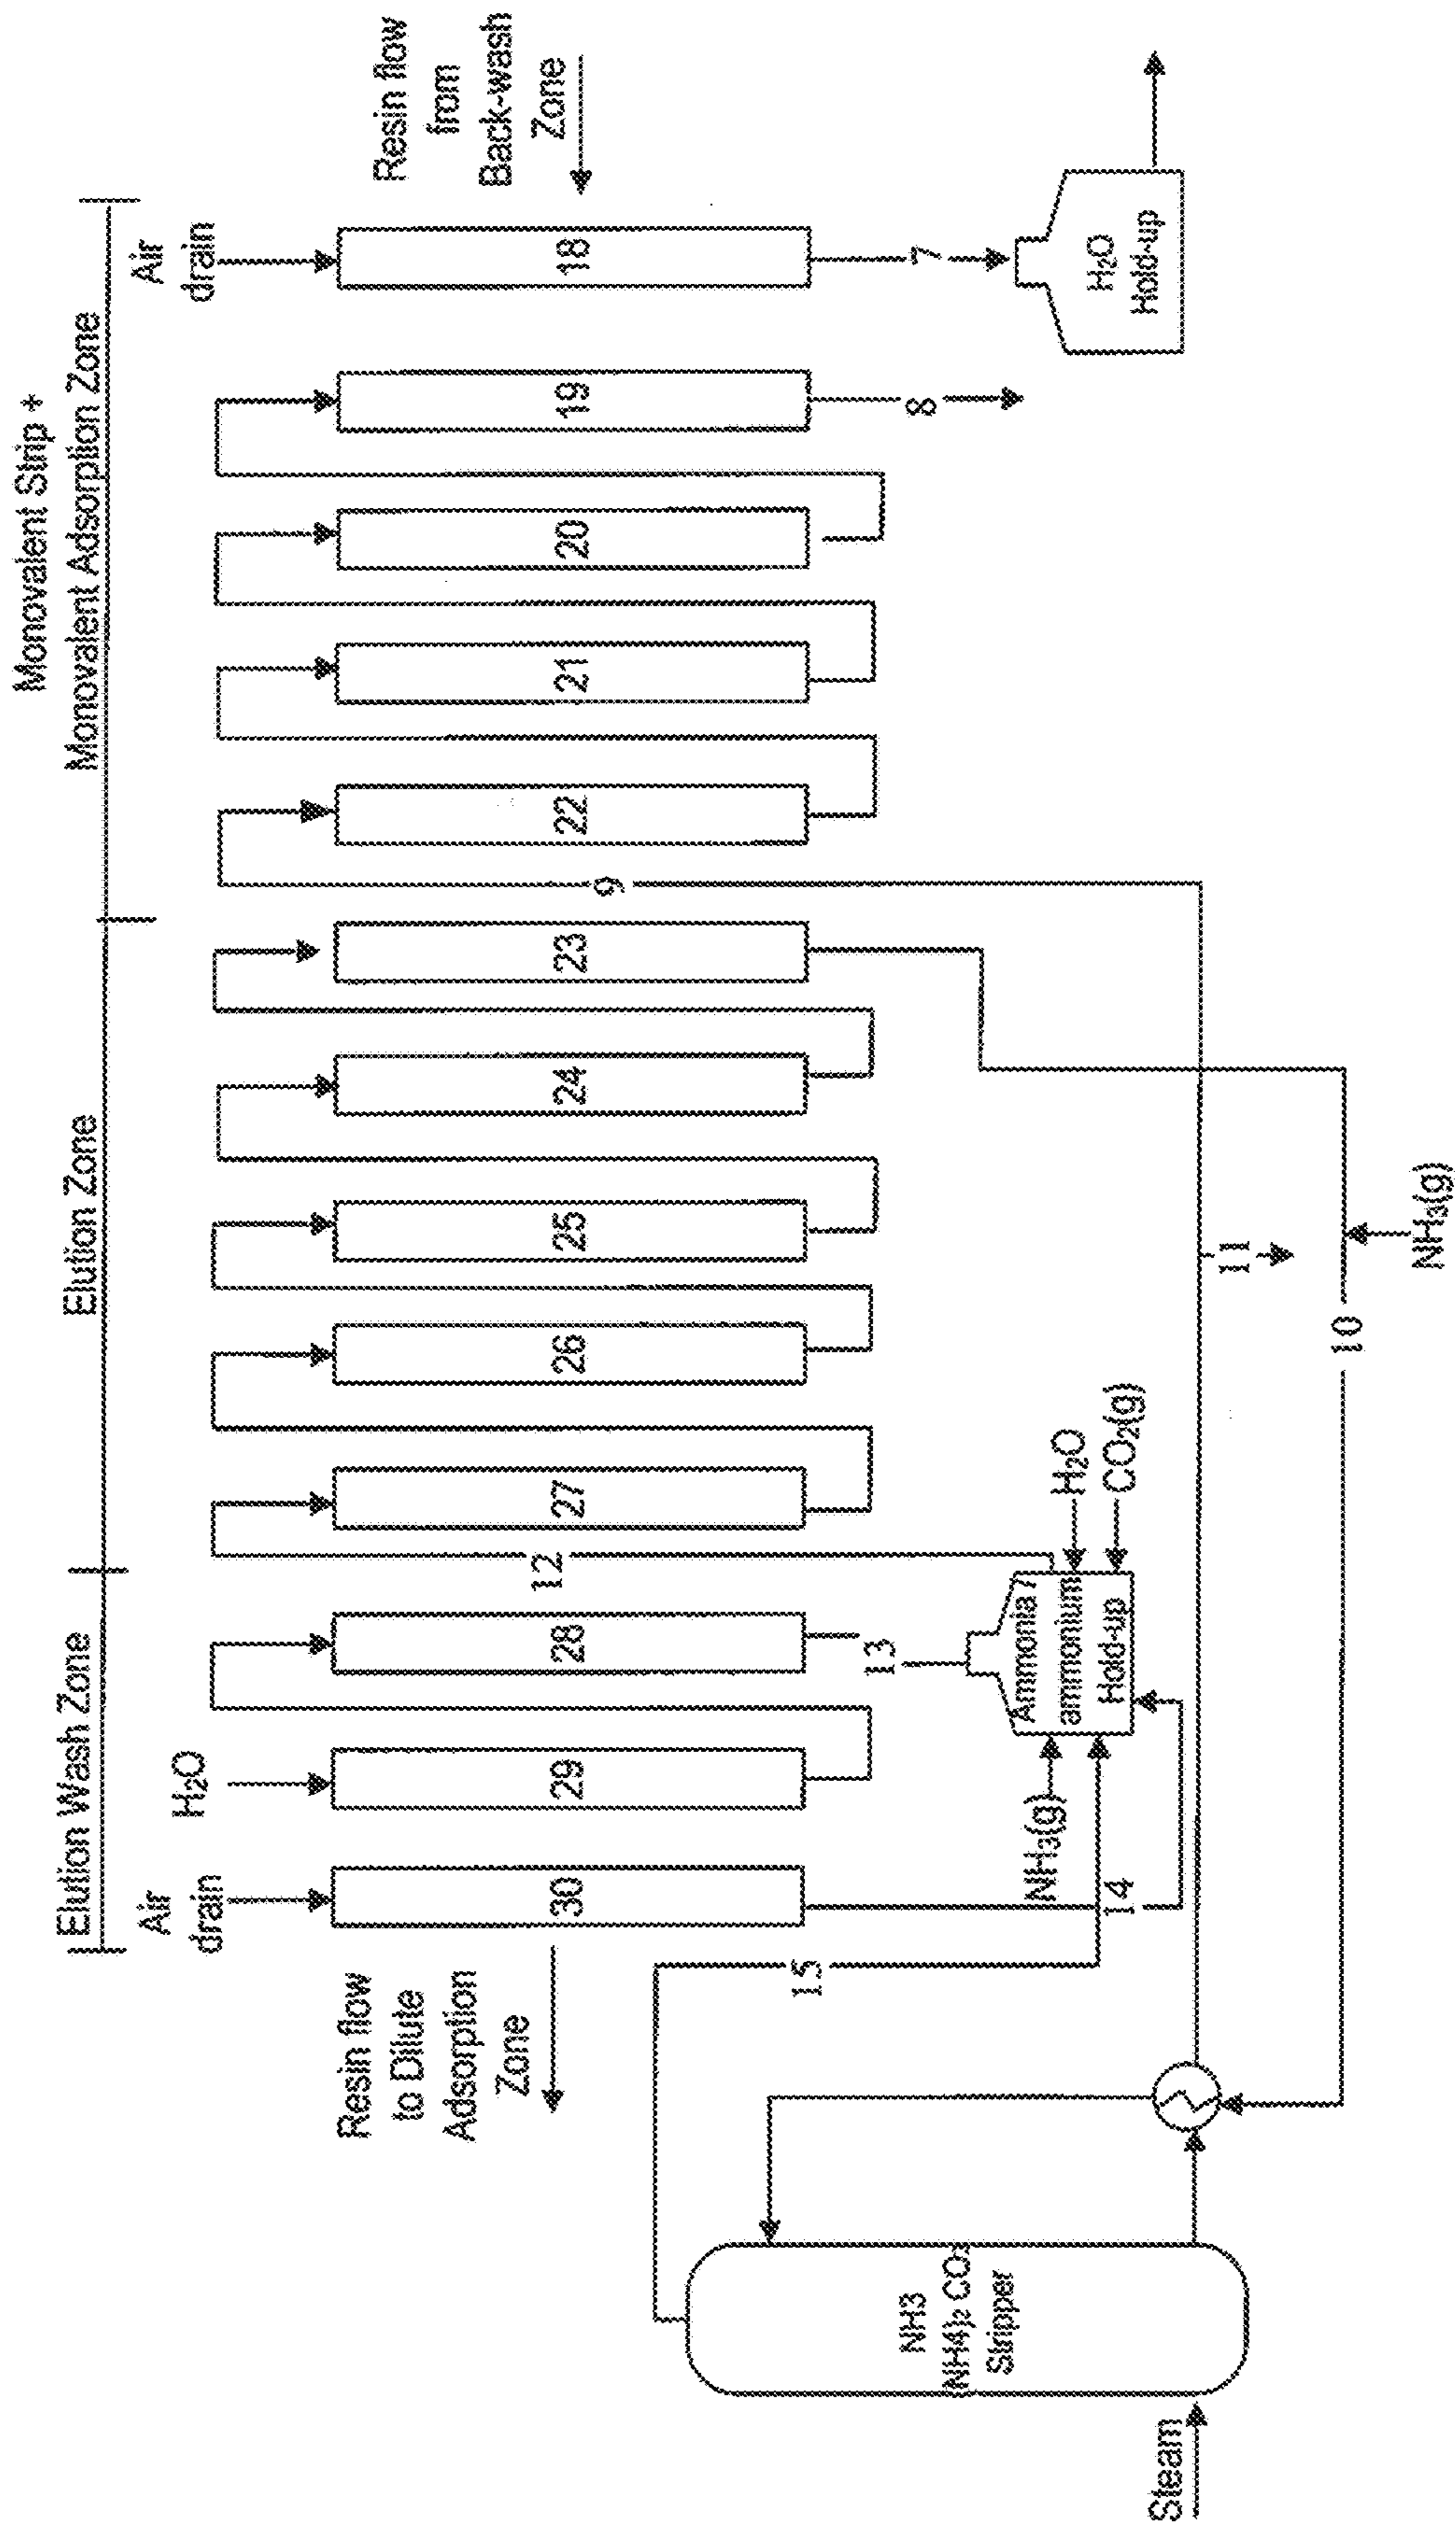 Monovalent Strip +
Monovalent Adsorption Zone
Elution Zone
Elution Wash Zone
Air
drain
H₂O
Air
drain
Resin flow
from
Back-wash
Zone
Resin flow
to Dilute
Adsorption
Zone
30
29
28
27
26
25
24
23
22
21
20
19
18
12
9
15
13
8
7
NH₃(g)
14
Ammonia /
ammonium
Hold-up
H₂O
CO₂(g)
H₂O
Hold-up
NH3
(NH4)₂ CO₃
Stripper
11
Steam
10
NH₃(g)